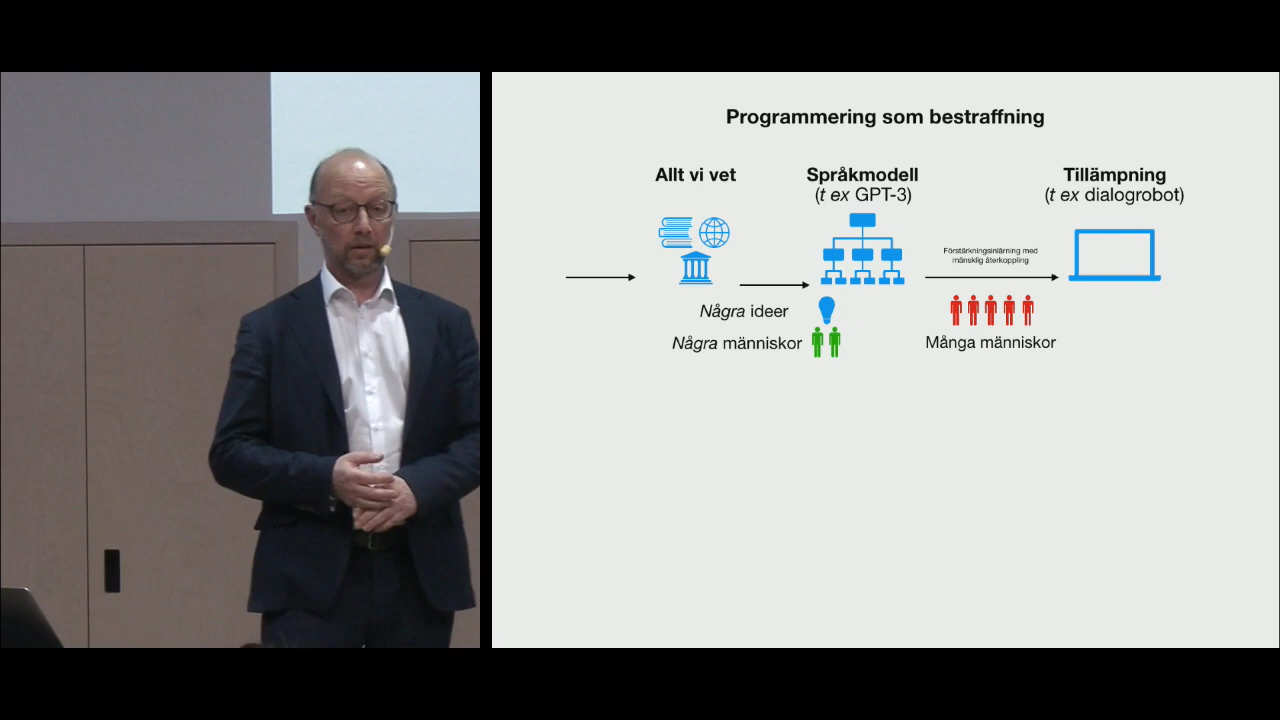 Programmering som bestraffning
Allt vi vet
Språkmodell
(t ex GPT-3)
Tillämpning
(t ex dialogrobot)
Förstärkningsinlärning med
mänsklig återkoppling
Några ideer
Några människor
Många människor